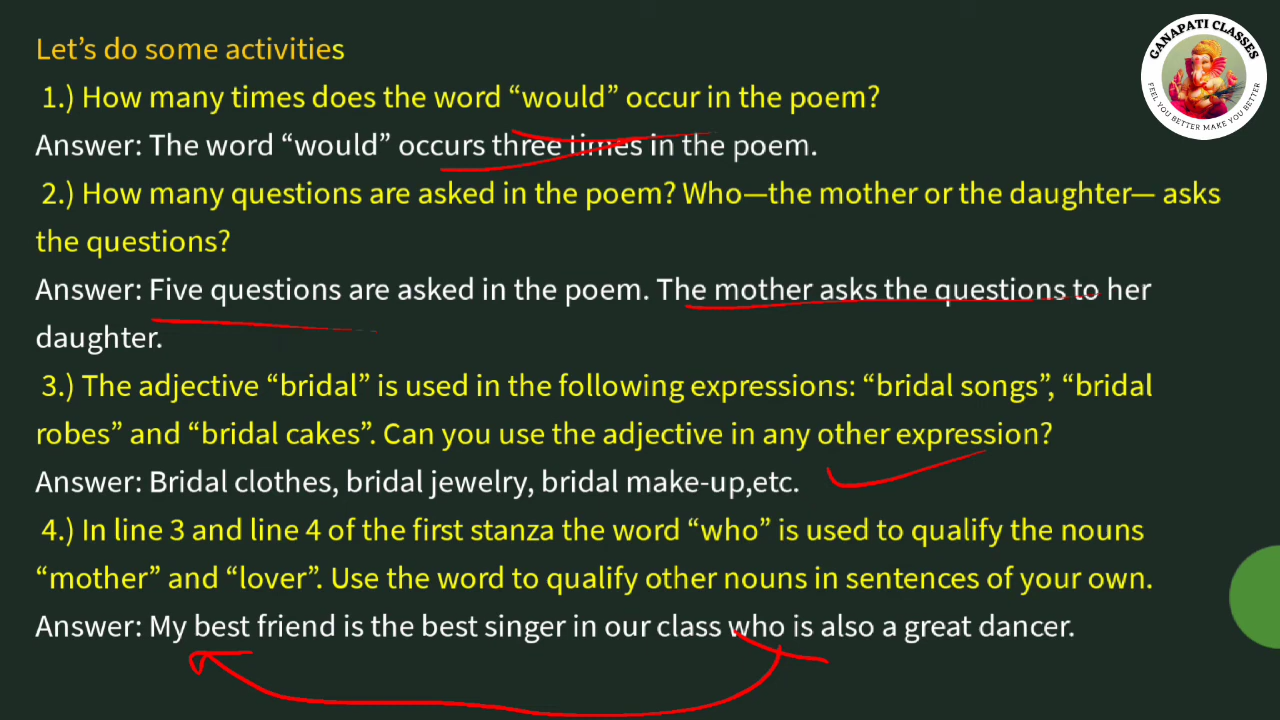 Let's do some activities
GANAPATI CLASSES
FEEL YOU BETTER MAKE YOU BETTER
1.) How many times does the word “would” occur in the poem?
Answer: The word “would” occurs three times in the poem.
2.) How many questions are asked in the poem? Who—the mother or the daughter— asks
the questions?
Answer: Five questions are asked in the poem. The mother asks the questions to her
daughter.
3.) The adjective “bridal” is used in the following expressions: “bridal songs”, “bridal
robes” and “bridal cakes”. Can you use the adjective in any other expression?
Answer: Bridal clothes, bridal jewelry, bridal make-up,etc.
4.) In line 3 and line 4 of the first stanza the word “who” is used to qualify the nouns
“mother” and “lover”. Use the word to qualify other nouns in sentences of your own.
Answer: My best friend is the best singer in our class who is also a great dancer.